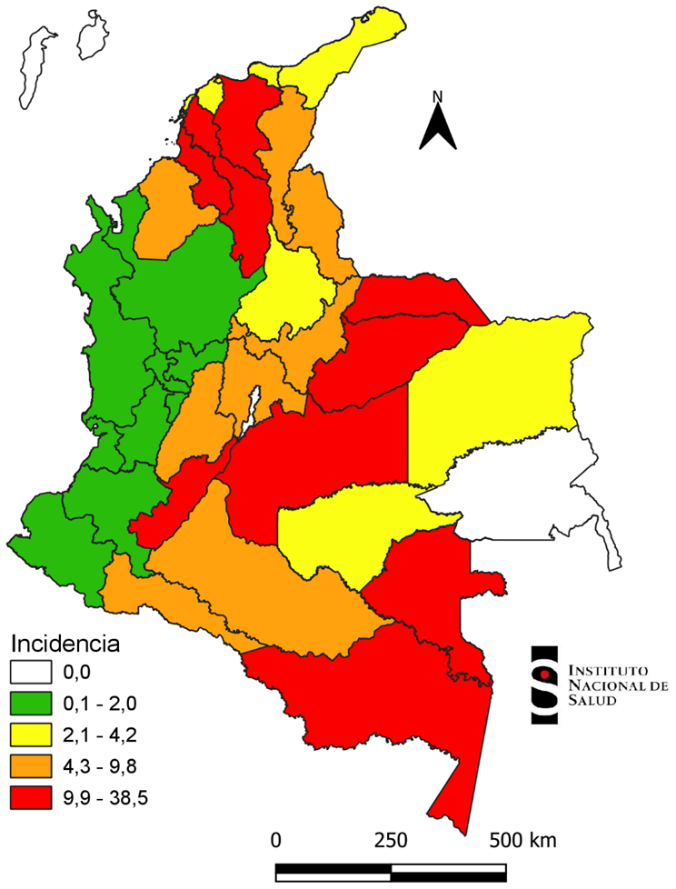 N
Incidencia
0,0
0,1 - 2,0
2,1 - 4,2
4,3 - 9,8
9,9 - 38,5
INSTITUTO
NACIONAL DE
SALUD
0 250 500 km